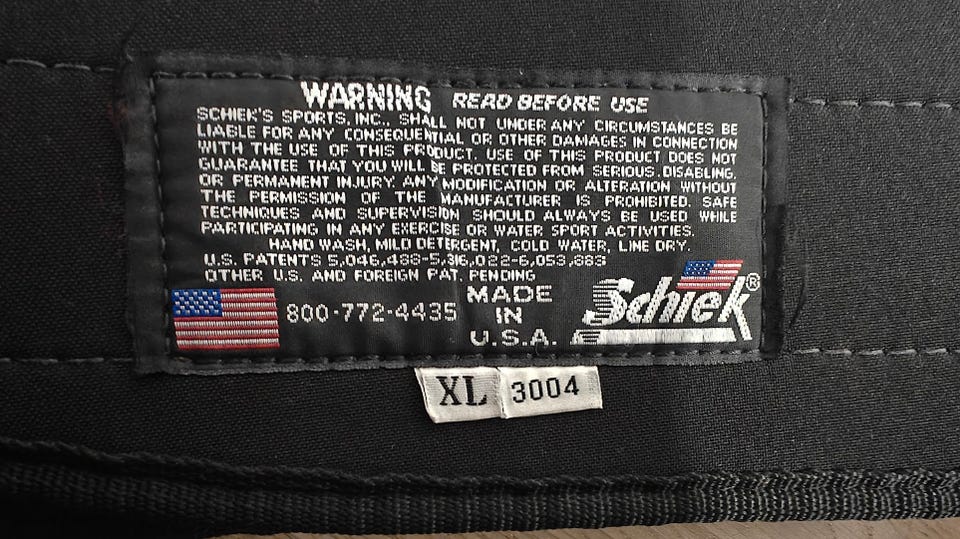 WARNING READ BEFORE USE
SCHIEK'S SPORTS, INC., SHALL NOT UNDER ANY CIRCUMSTANCES BE
LIABLE FOR ANY CONSEQUENTIAL OR OTHER DAMAGES IN CONNECTION
WITH THE USE OF THIS PRODUCT. USE OF THIS PRODUCT DOES NOT
GUARANTEE THAT YOU WILL BE PROTECTED FROM SERIOUS, DISABLING,
OR PERMANENT INJURY. ANY MODIFICATION OR ALTERATION WITHOUT
THE PERMISSION OF THE MANUFACTURER IS PROHIBITED. SAFE
TECHNIQUES AND SUPERVISION SHOULD ALWAYS BE USED WHILE
PARTICIPATING IN ANY EXERCISE OR WATER SPORT ACTIVITIES.
HAND WASH, MILD DETERGENT, COLD WATER, LINE DRY.
U.S. PATENTS 5,046,488-5,316,022-6,053,883
OTHER U.S. AND FOREIGN PAT. PENDING
800-772-4435
MADE
IN
U.S.A.
Schiek®
XL 3004